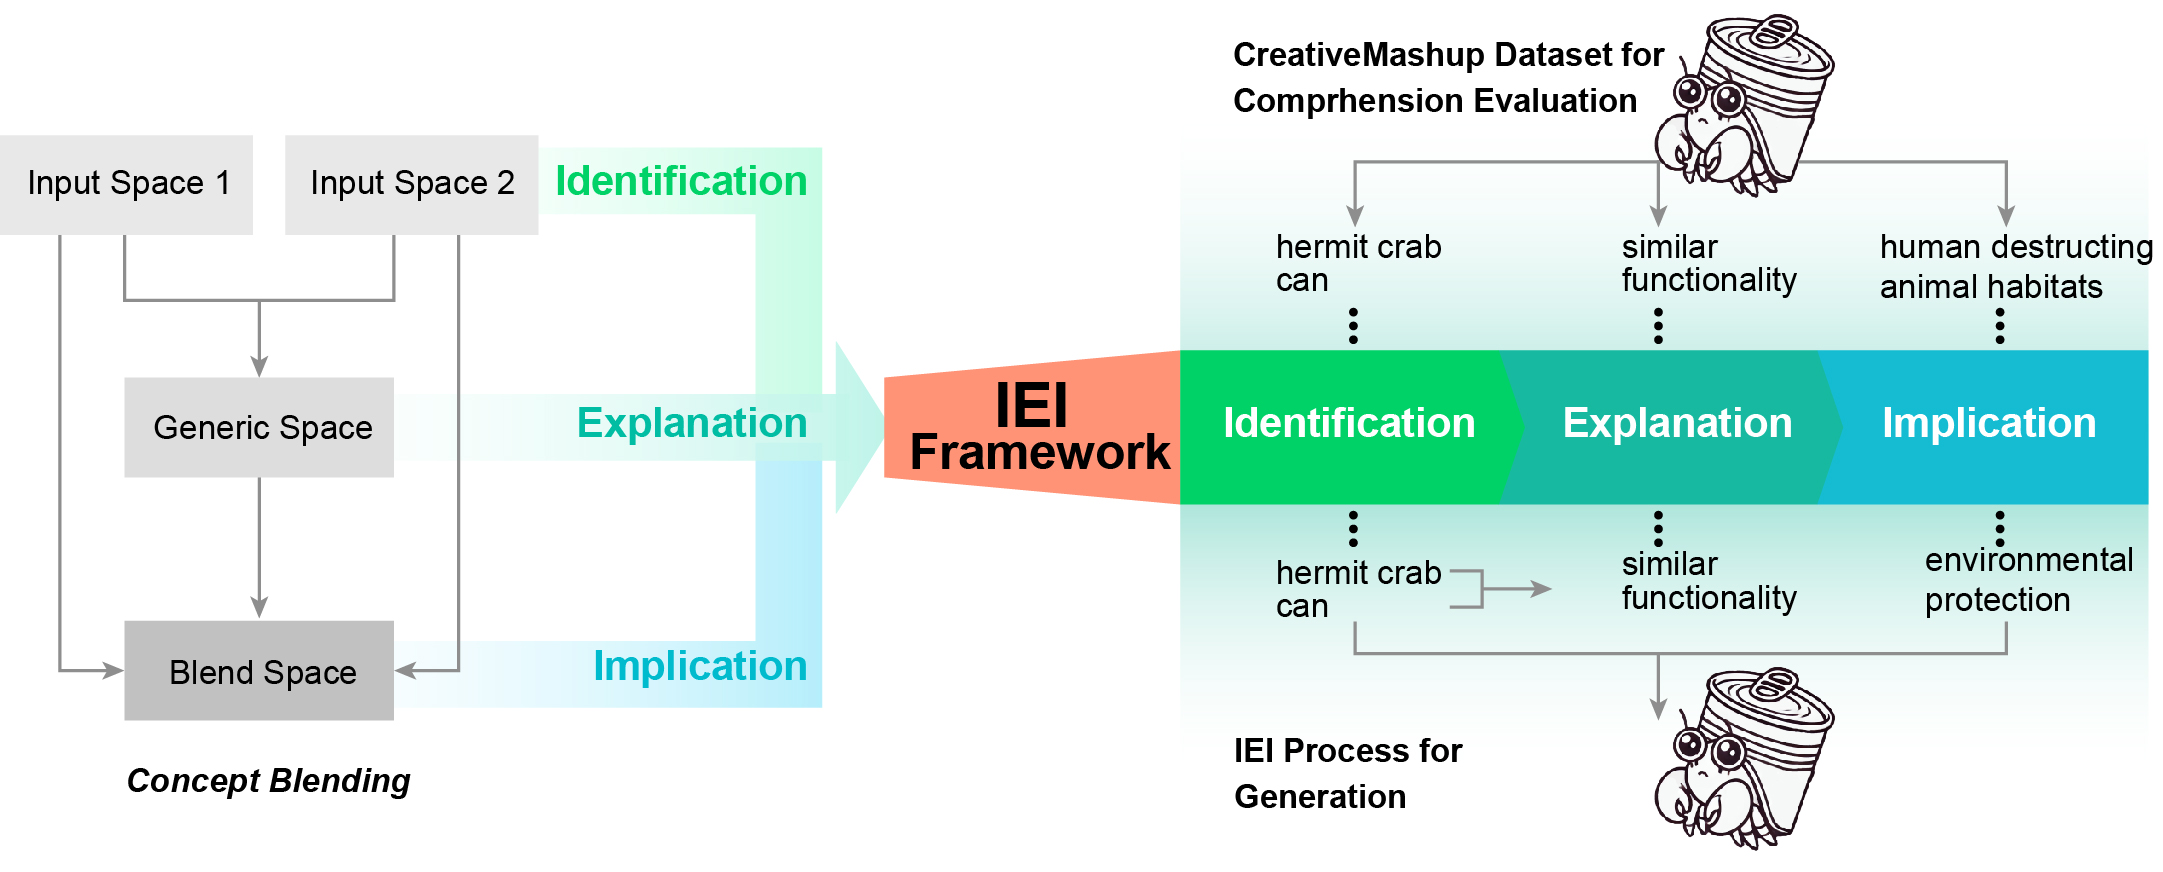 Input Space 1
Input Space 2
Generic Space
Blend Space
Concept Blending
Identification
Explanation
Implication
IEI
Framework
CreativeMashup Dataset for
Comprhension Evaluation
hermit crab
can
similar
functionality
human destructing
animal habitats
Identification
Explanation
Implication
hermit crab
can
similar
functionality
environmental
protection
IEI Process for
Generation